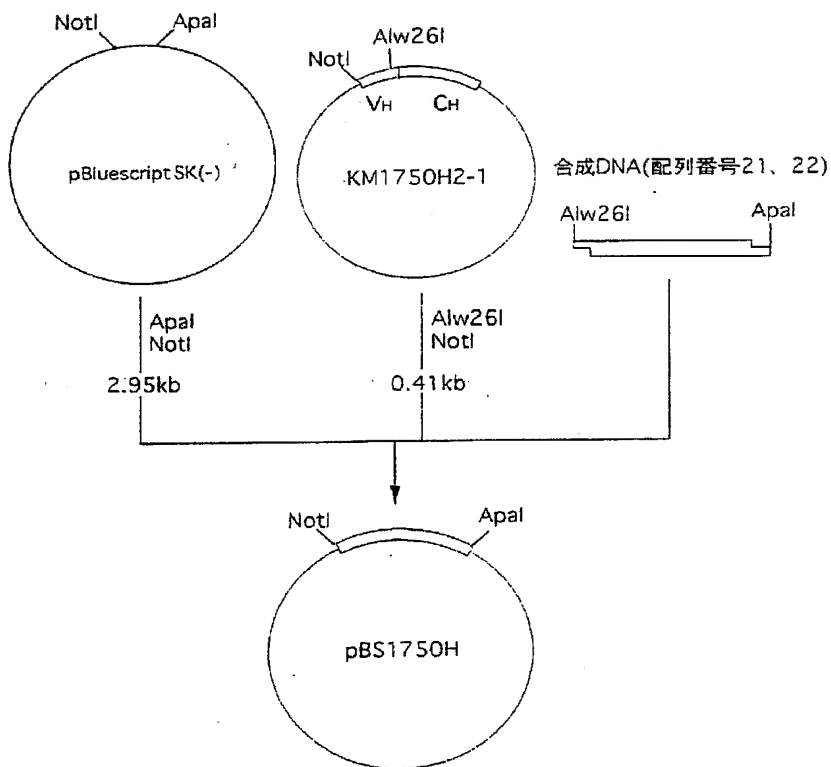 NotI ApaI
pBluescript SK(-)
Alw26I
NotI
VH CH
KM1750H2-1
合成DNA(配列番号21、22)
Alw26I ApaI
ApaI
NotI
2.95kb
Alw26I
NotI
0.41kb
NotI ApaI
pBS1750H